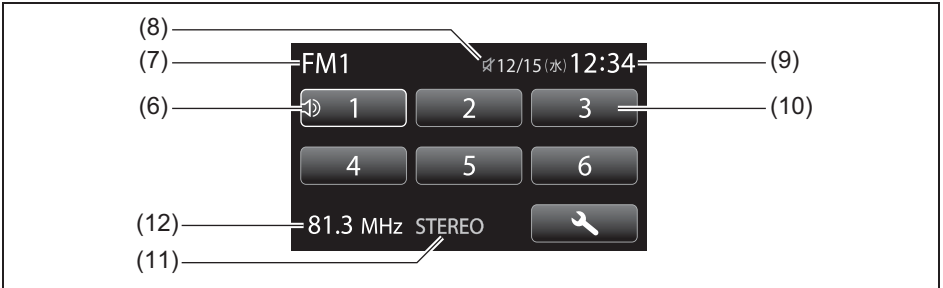 (8)
(7) FM1 12/15(水) 12:34 (9)
(6) 1 2 3 (10)
4 5 6
(12) 81.3 MHz STEREO
(11)